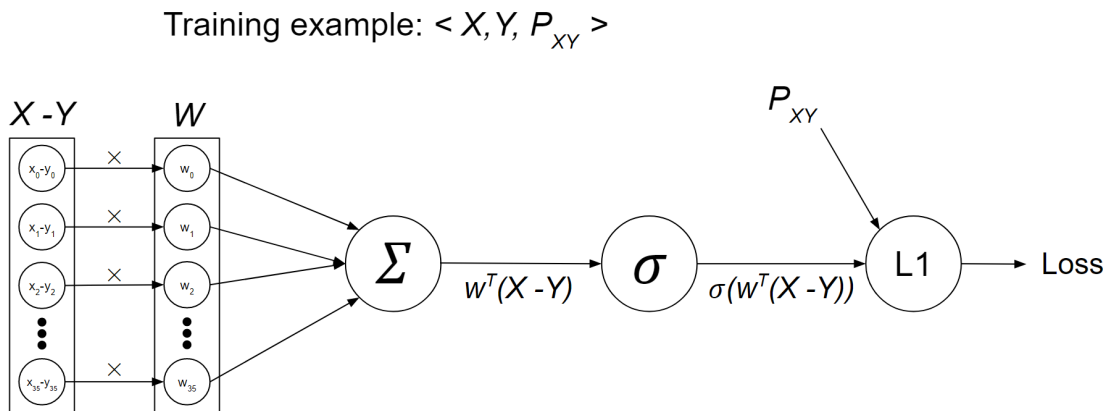 Training example: < X,Y, P_XY >
P_XY
X -Y
W
x_0-y_0
×
w_0
x_1-y_1
×
w_1
x_2-y_2
×
w_2
x_35-y_35
×
w_35
Σ
w^T(X -Y)
σ
σ(w^T(X -Y))
L1
Loss